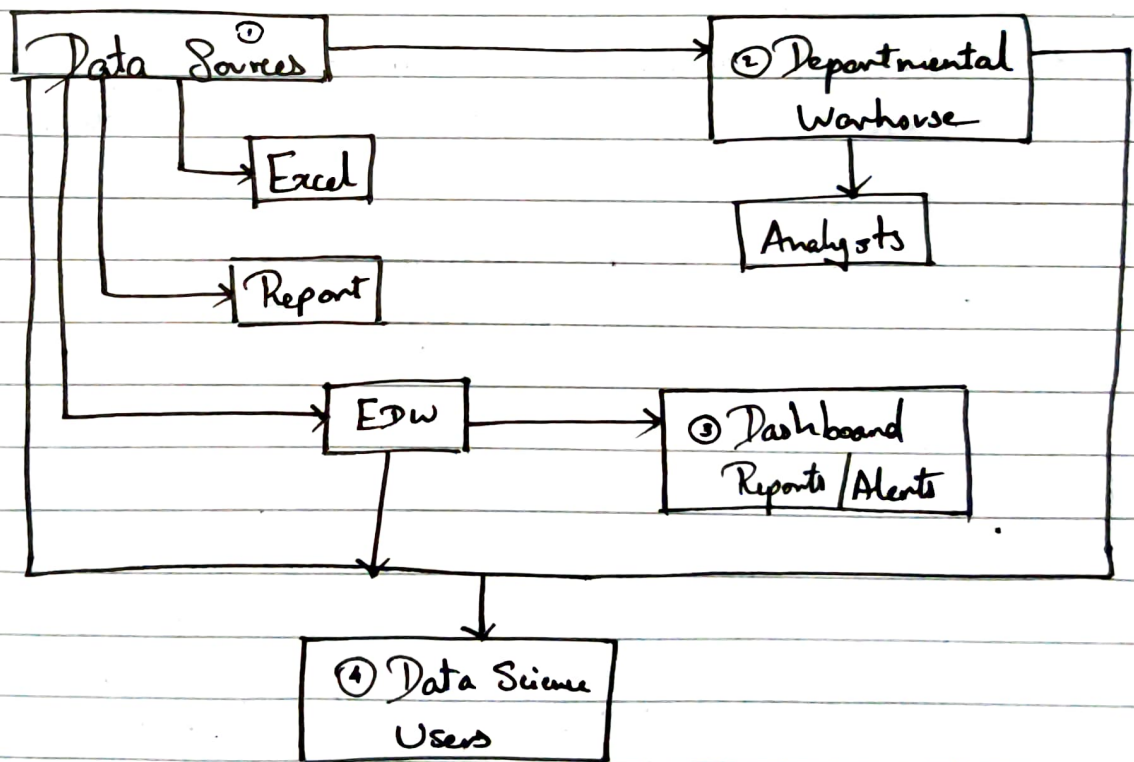 ①
Data Sources
② Departmental
Warhouse
Excel
Analysts
Report
EDW
③ Dashboard
Reports/Alerts
④ Data Science
Users